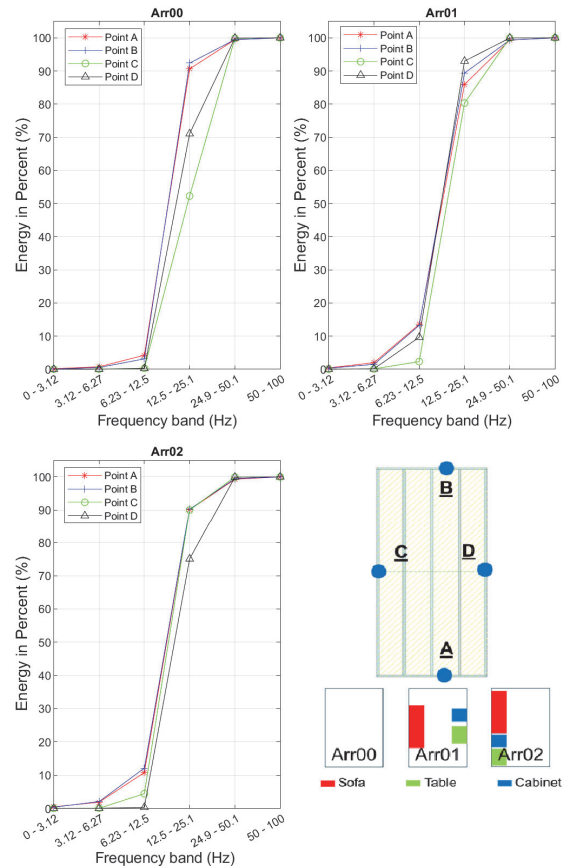 Arr00
100
90
80
70
60
50
40
30
20
10
0
Energy in Percent (%)
Point A
Point B
Point C
Point D
0 - 3.12
3.12 - 6.27
6.23 - 12.5
12.5 - 25.1
24.9 - 50.1
50 - 100
Frequency band (Hz)
Arr01
100
90
80
70
60
50
40
30
20
10
0
Energy in Percent (%)
Point A
Point B
Point C
Point D
0 - 3.12
3.12 - 6.27
6.23 - 12.5
12.5 - 25.1
24.9 - 50.1
50 - 100
Frequency band (Hz)
Arr02
100
90
80
70
60
50
40
30
20
10
0
Energy in Percent (%)
Point A
Point B
Point C
Point D
0 - 3.12
3.12 - 6.27
6.23 - 12.5
12.5 - 25.1
24.9 - 50.1
50 - 100
Frequency band (Hz)
B
C
D
A
Arr00
Arr01
Arr02
Sofa
Table
Cabinet